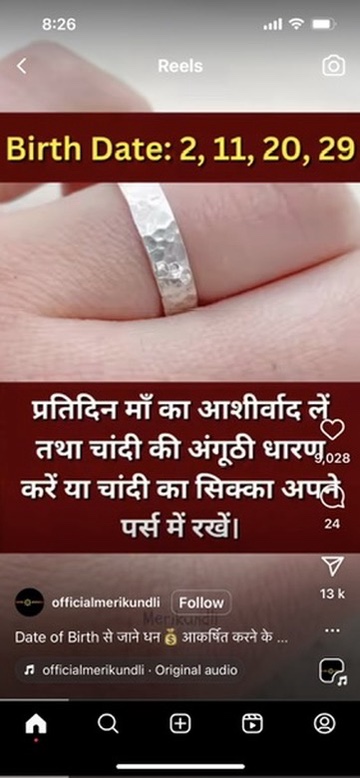 8:26
Reels
Birth Date: 2, 11, 20, 29
प्रतिदिन माँ का आशीर्वाद लें
तथा चांदी की अंगूठी धारण
करें या चांदी का सिक्का अपने
पर्स में रखें।
9,028
24
13 k
Merikundli
officialmerikundli Follow
Date of Birth से जाने धन 💰 आकर्षित करने के ...
officialmerikundli · Original audio